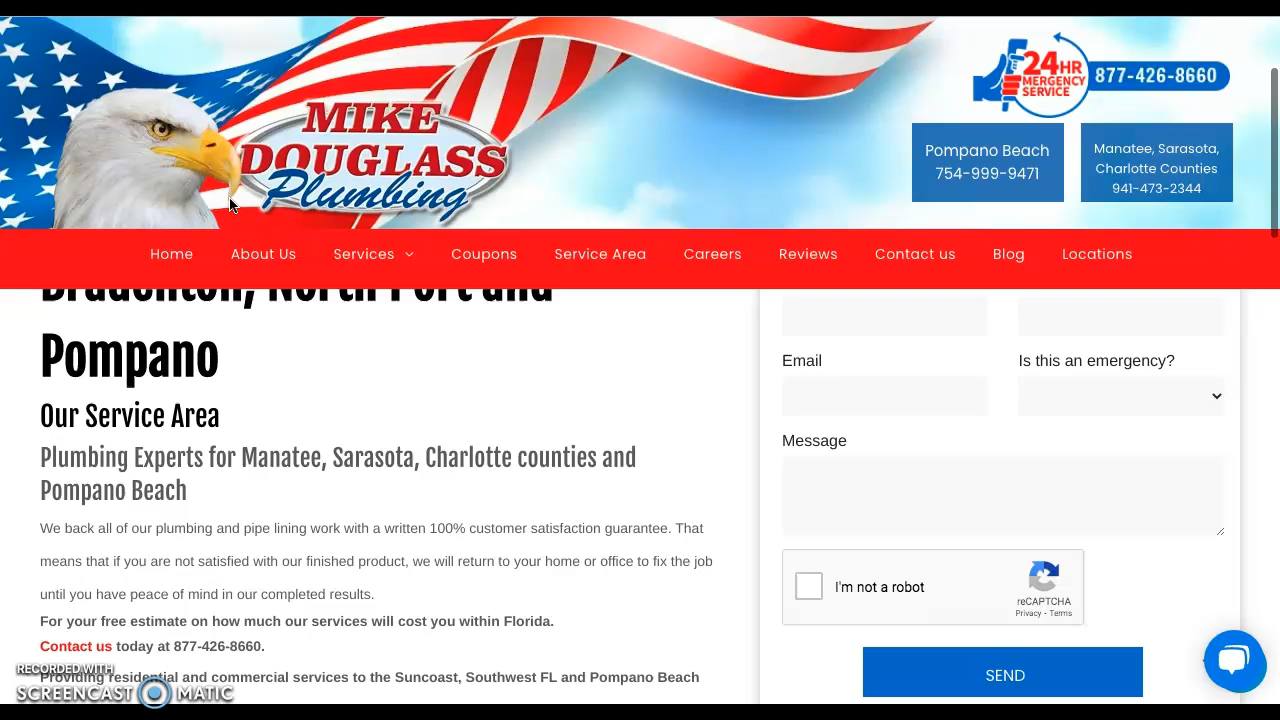 24HR
EMERGENCY
SERVICE
877-426-8660
MIKE
DOUGLASS
Plumbing
Pompano Beach
754-999-9471
Manatee, Sarasota,
Charlotte Counties
941-473-2344
Home About Us Services Coupons Service Area Careers Reviews Contact us Blog Locations
Bradenton, North Port and
Pompano
Our Service Area
Plumbing Experts for Manatee, Sarasota, Charlotte counties and
Pompano Beach
We back all of our plumbing and pipe lining work with a written 100% customer satisfaction guarantee. That
means that if you are not satisfied with our finished product, we will return to your home or office to fix the job
until you have peace of mind in our completed results.
For your free estimate on how much our services will cost you within Florida.
Contact us today at 877-426-8660.
Providing residential and commercial services to the Suncoast, Southwest FL and Pompano Beach
Email
Is this an emergency?
Message
I'm not a robot
reCAPTCHA
Privacy - Terms
SEND
RECORDED WITH
SCREENCAST MATIC